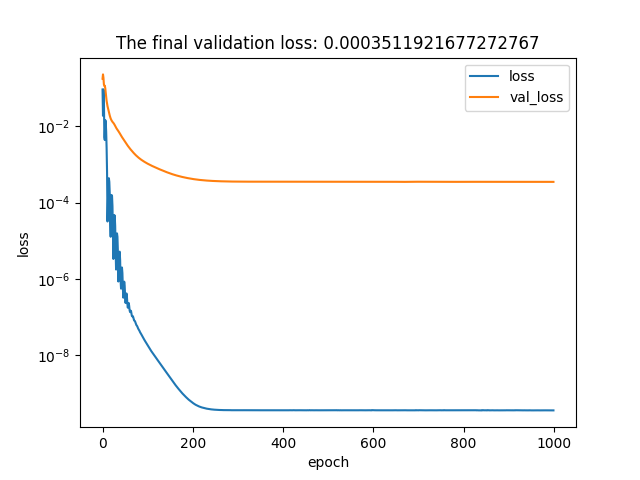 The final validation loss: 0.0003511921677272767
loss
val_loss
10⁻²
10⁻⁴
10⁻⁶
10⁻⁸
loss
0 200 400 600 800 1000
epoch